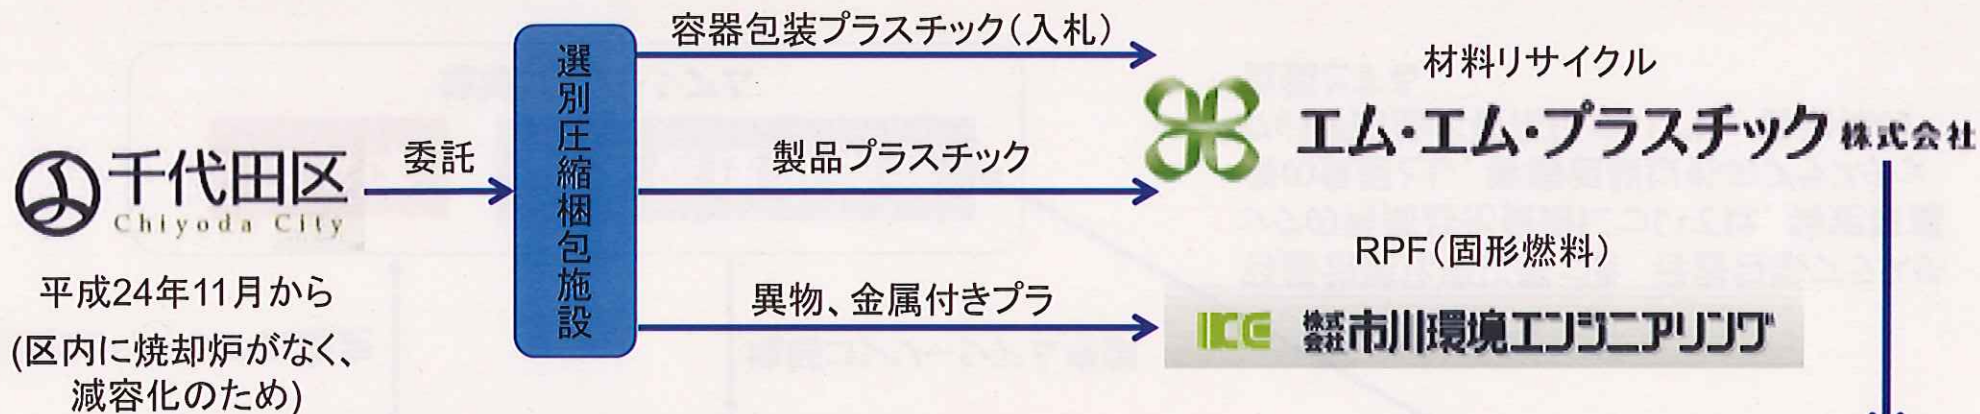 千代田区
Chiyoda City
平成24年11月から
(区内に焼却炉がなく、
減容化のため)
委託
選別圧縮梱包施設
容器包装プラスチック(入札)
製品プラスチック
異物、金属付きプラ
材料リサイクル
エム・エム・プラスチック株式会社
RPF(固形燃料)
株式会社市川環境エンジニアリング